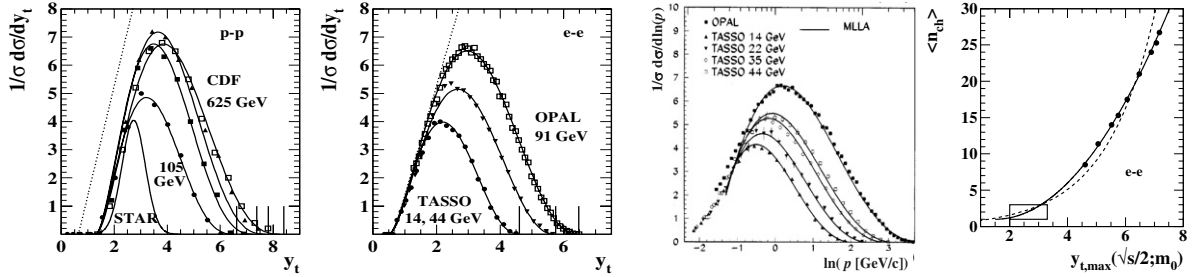 1/σ dσ/dy_t
8
7
6
5
4
3
2
1
0
p-p
CDF
625 GeV
105
GeV
STAR
0 2 4 6 8
y_t
1/σ dσ/dy_t
8
7
6
5
4
3
2
1
0
e-e
OPAL
91 GeV
TASSO
14, 44 GeV
0 2 4 6
y_t
1/σ dσ/dln(p)
9
8
7
6
5
4
3
2
1
0
OPAL
TASSO 14 GeV
TASSO 22 GeV
TASSO 35 GeV
TASSO 44 GeV
MLLA
−2 −1 0 1 2 3
ln( p [GeV/c])
<n_ch>
30
25
20
15
10
5
0
e-e
2 4 6
y_t,max(√s/2;m_0)